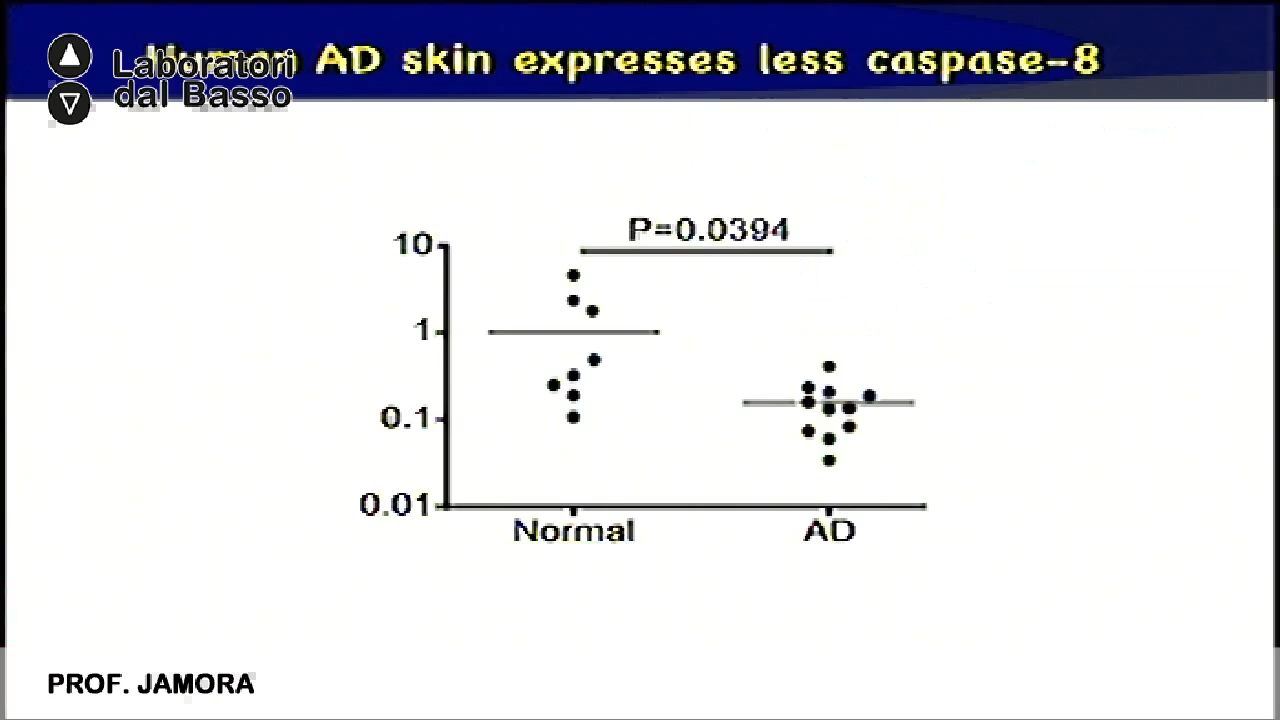 AD skin expresses less caspase-8
Laboratori
dal Basso
P=0.0394
10
1
0.1
0.01
Normal
AD
PROF. JAMORA